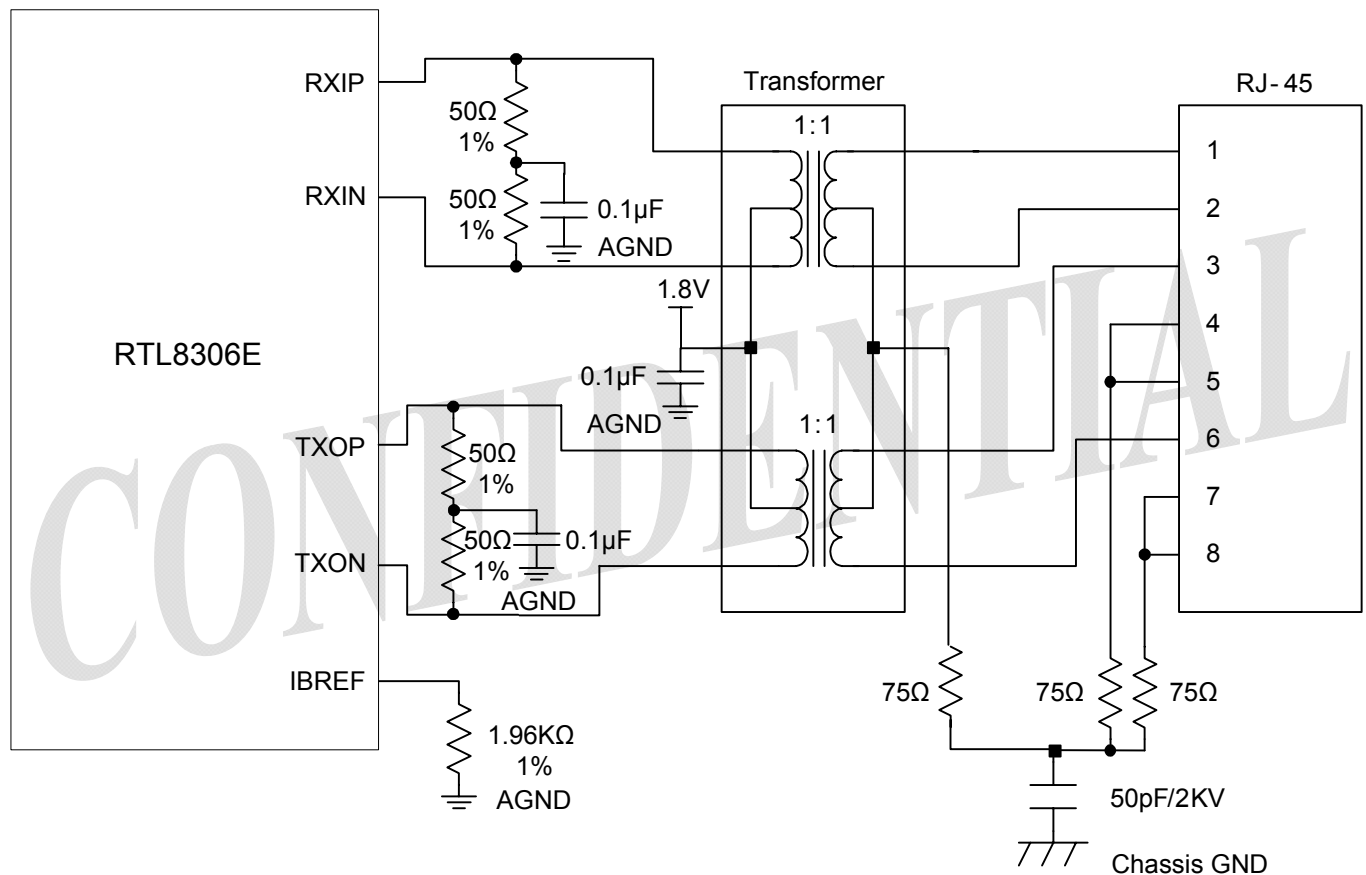 RTL8306E
RXIP
RXIN
TXOP
TXON
IBREF
50Ω
1%
50Ω
1%
0.1µF
AGND
1.8V
0.1µF
AGND
50Ω
1%
50Ω
1%
0.1µF
AGND
1.96KΩ
1%
AGND
Transformer
1:1
1:1
RJ-45
1
2
3
4
5
6
7
8
75Ω
75Ω
75Ω
50pF/2KV
Chassis GND
CONFIDENTIAL